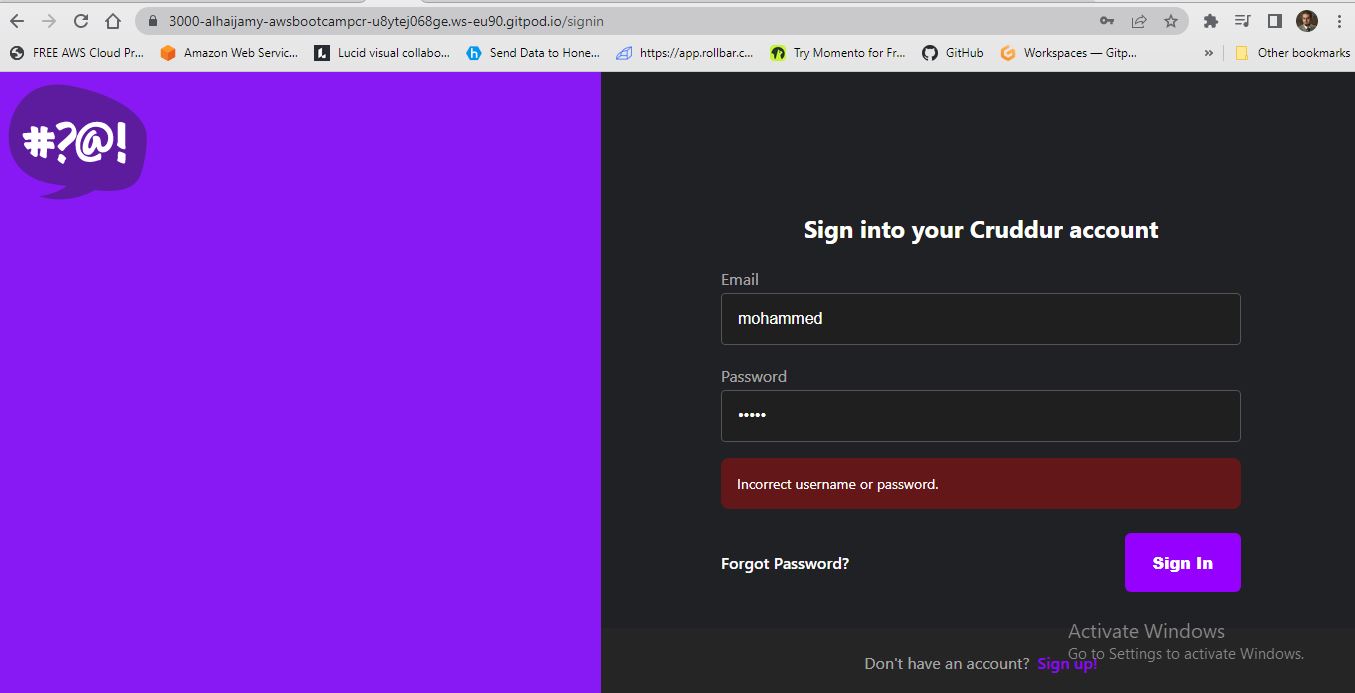 3000-alhaijamy-awsbootcampcr-u8ytej068ge.ws-eu90.gitpod.io/signin
FREE AWS Cloud Pr... Amazon Web Servic... Lucid visual collabo... Send Data to Hone... https://app.rollbar.c... Try Momento for Fr... GitHub Workspaces — Gitp... » Other bookmarks
#?@!
Sign into your Cruddur account
Email
mohammed
Password
•••••
Incorrect username or password.
Forgot Password?
Sign In
Activate Windows
Go to Settings to activate Windows.
Don't have an account? Sign up!